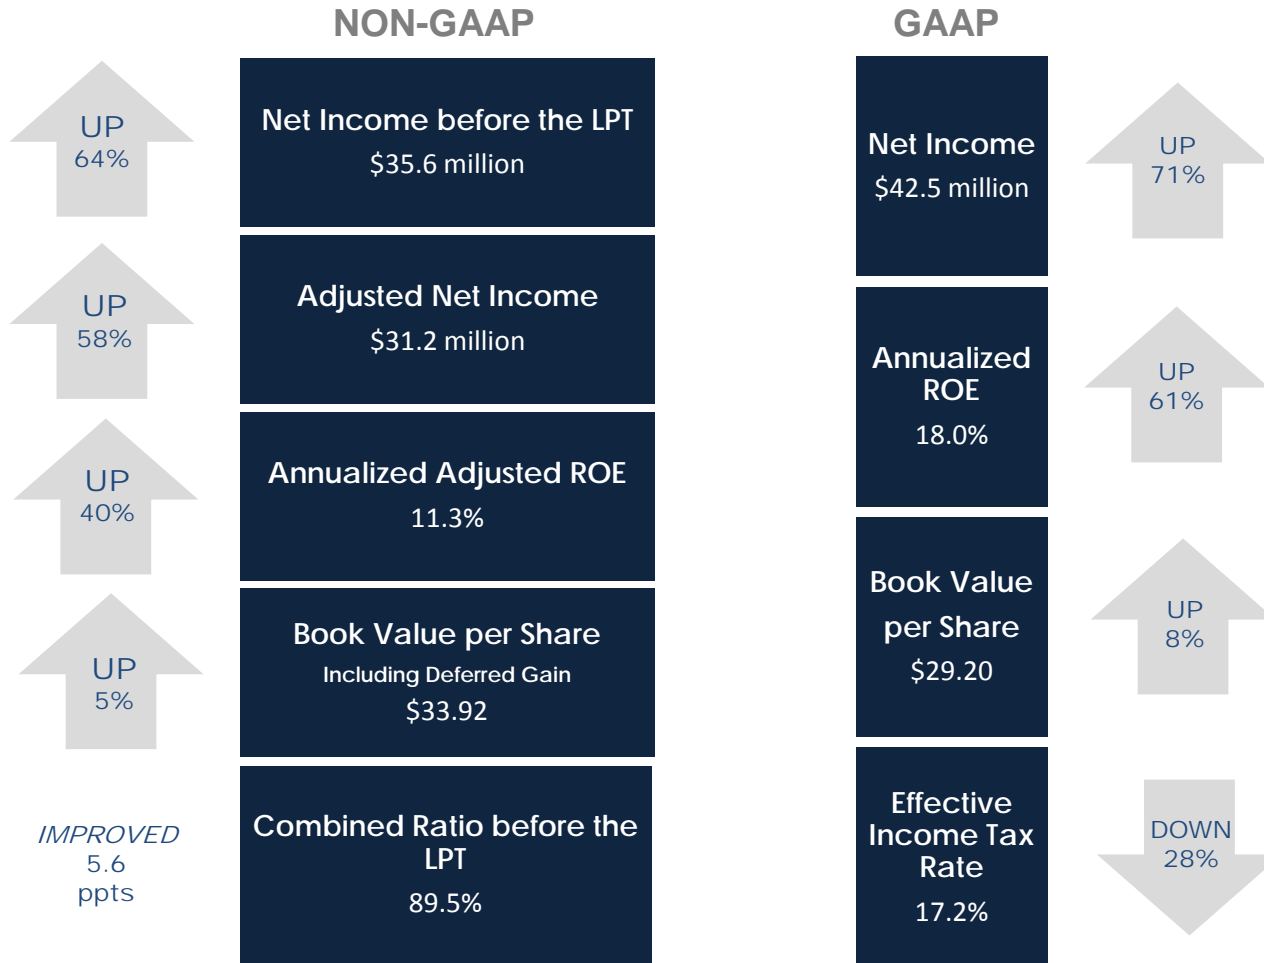 NON-GAAP
GAAP
UP
64%
Net Income before the LPT
$35.6 million
Net Income
$42.5 million
UP
71%
UP
58%
Adjusted Net Income
$31.2 million
Annualized
ROE
18.0%
UP
61%
UP
40%
Annualized Adjusted ROE
11.3%
Book Value
per Share
$29.20
UP
8%
UP
5%
Book Value per Share
Including Deferred Gain
$33.92
IMPROVED
5.6
ppts
Combined Ratio before the
LPT
89.5%
Effective
Income Tax
Rate
17.2%
DOWN
28%